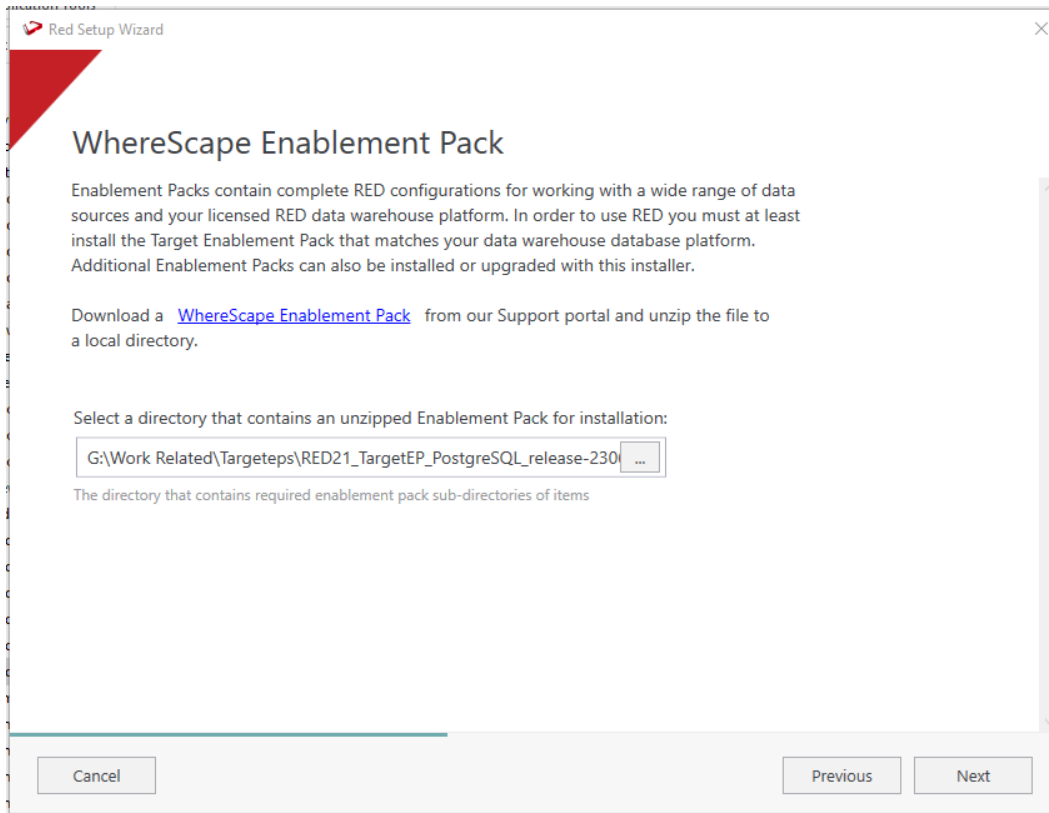 Red Setup Wizard
WhereScape Enablement Pack
Enablement Packs contain complete RED configurations for working with a wide range of data
sources and your licensed RED data warehouse platform. In order to use RED you must at least
install the Target Enablement Pack that matches your data warehouse database platform.
Additional Enablement Packs can also be installed or upgraded with this installer.
Download a WhereScape Enablement Pack from our Support portal and unzip the file to
a local directory.
Select a directory that contains an unzipped Enablement Pack for installation:
G:\Work Related\Targeteps\RED21_TargetEP_PostgreSQL_release-230 ...
The directory that contains required enablement pack sub-directories of items
Cancel Previous Next